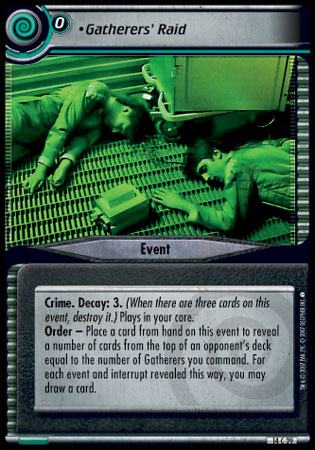 0
•Gatherers' Raid
Event
Crime. Decay: 3. (When there are three cards on this
event, destroy it.) Plays in your core.
Order – Place a card from hand on this event to reveal
a number of cards from the top of an opponent's deck
equal to the number of Gatherers you command. For
each event and interrupt revealed this way, you may
draw a card.
14 C 29